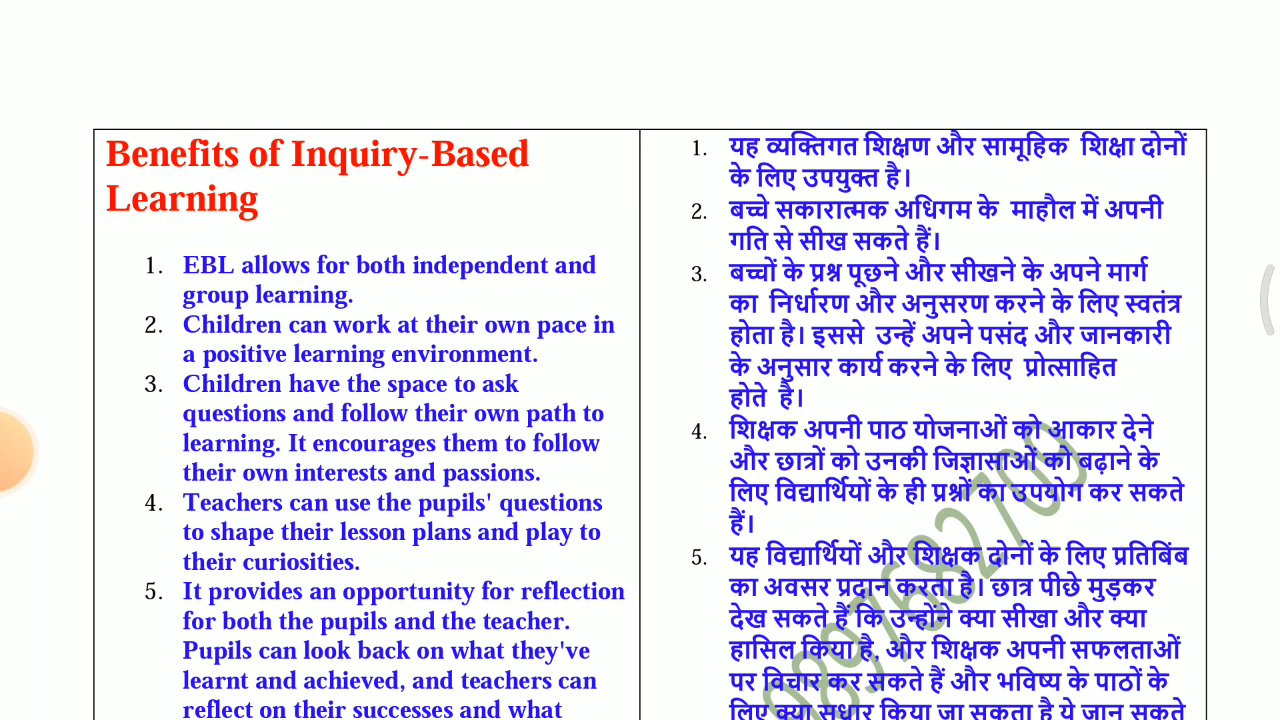 Benefits of Inquiry-Based
Learning
1. EBL allows for both independent and
group learning.
2. Children can work at their own pace in
a positive learning environment.
3. Children have the space to ask
questions and follow their own path to
learning. It encourages them to follow
their own interests and passions.
4. Teachers can use the pupils' questions
to shape their lesson plans and play to
their curiosities.
5. It provides an opportunity for reflection
for both the pupils and the teacher.
Pupils can look back on what they've
learnt and achieved, and teachers can
reflect on their successes and what
1. यह व्यक्तिगत शिक्षण और सामूहिक शिक्षा दोनों
के लिए उपयुक्त है।
2. बच्चे सकारात्मक अधिगम के माहौल में अपनी
गति से सीख सकते हैं।
3. बच्चों के प्रश्न पूछने और सीखने के अपने मार्ग
का निर्धारण और अनुसरण करने के लिए स्वतंत्र
होता है। इससे उन्हें अपने पसंद और जानकारी
के अनुसार कार्य करने के लिए प्रोत्साहित
होते है।
4. शिक्षक अपनी पाठ योजनाओं को आकार देने
और छात्रों को उनकी जिज्ञासाओं को बढ़ाने के
लिए विद्यार्थियों के ही प्रश्नों का उपयोग कर सकते
हैं।
5. यह विद्यार्थियों और शिक्षक दोनों के लिए प्रतिबिंब
का अवसर प्रदान करता है। छात्र पीछे मुड़कर
देख सकते हैं कि उन्होंने क्या सीखा और क्या
हासिल किया है, और शिक्षक अपनी सफलताओं
पर विचार कर सकते हैं और भविष्य के पाठों के
लिए क्या सुधार किया जा सकता है ये जान सकते